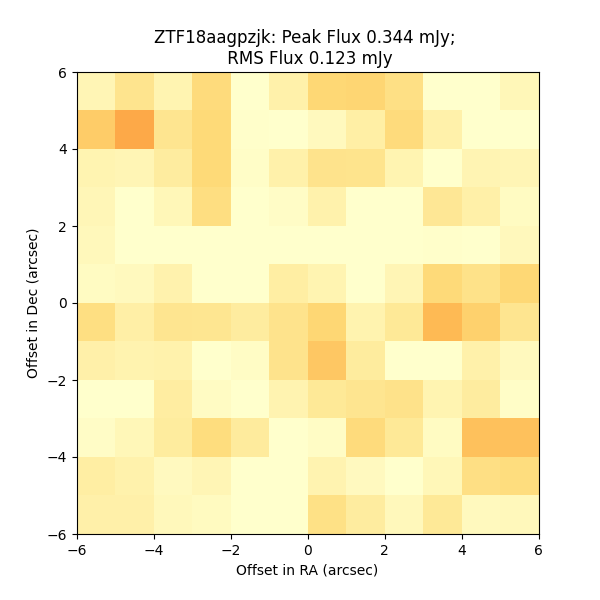 ZTF18aagpzjk: Peak Flux 0.344 mJy;
RMS Flux 0.123 mJy
6
4
2
0
−2
−4
−6
Offset in Dec (arcsec)
−6 −4 −2 0 2 4 6
Offset in RA (arcsec)